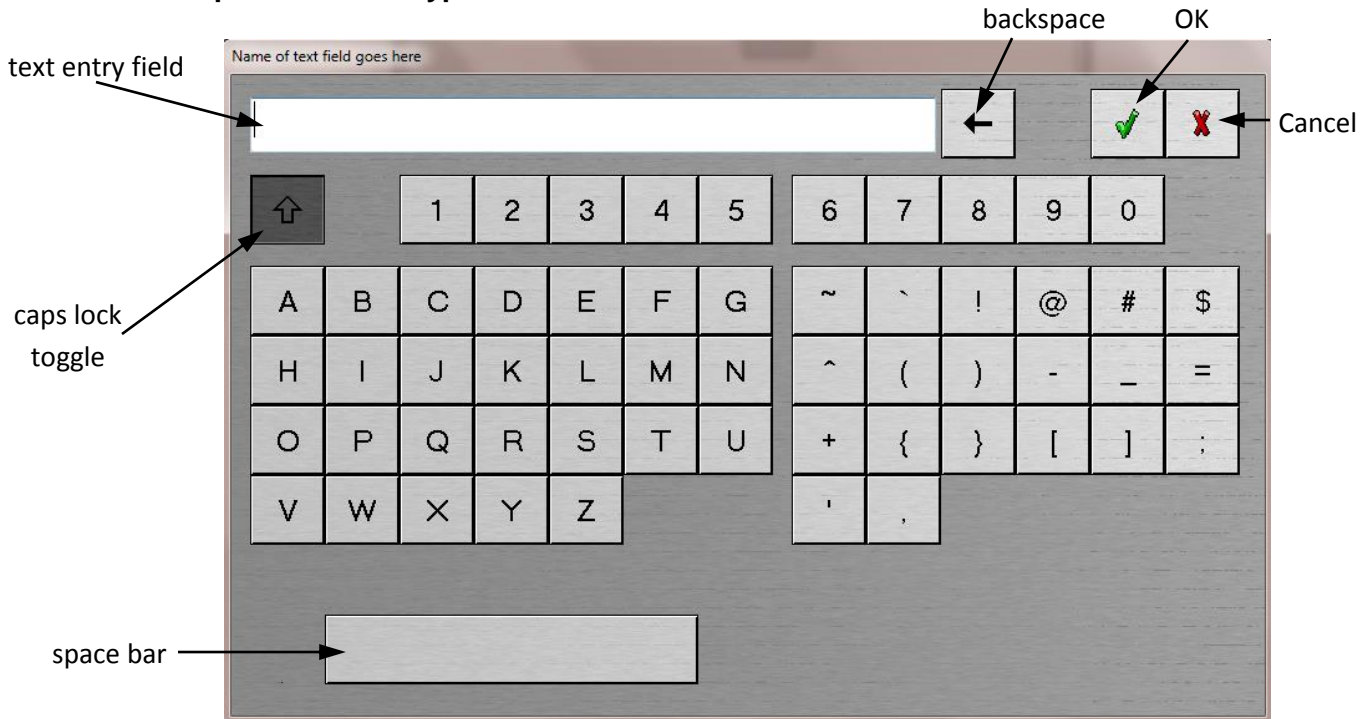 backspace OK
Name of text field goes here
text entry field
Cancel
1 2 3 4 5 6 7 8 9 0
A B C D E F G ~ ` ! @ # $
caps lock
toggle
H I J K L M N ^ ( ) - _ =
O P Q R S T U + { } [ ] ;
V W X Y Z ' ,
space bar